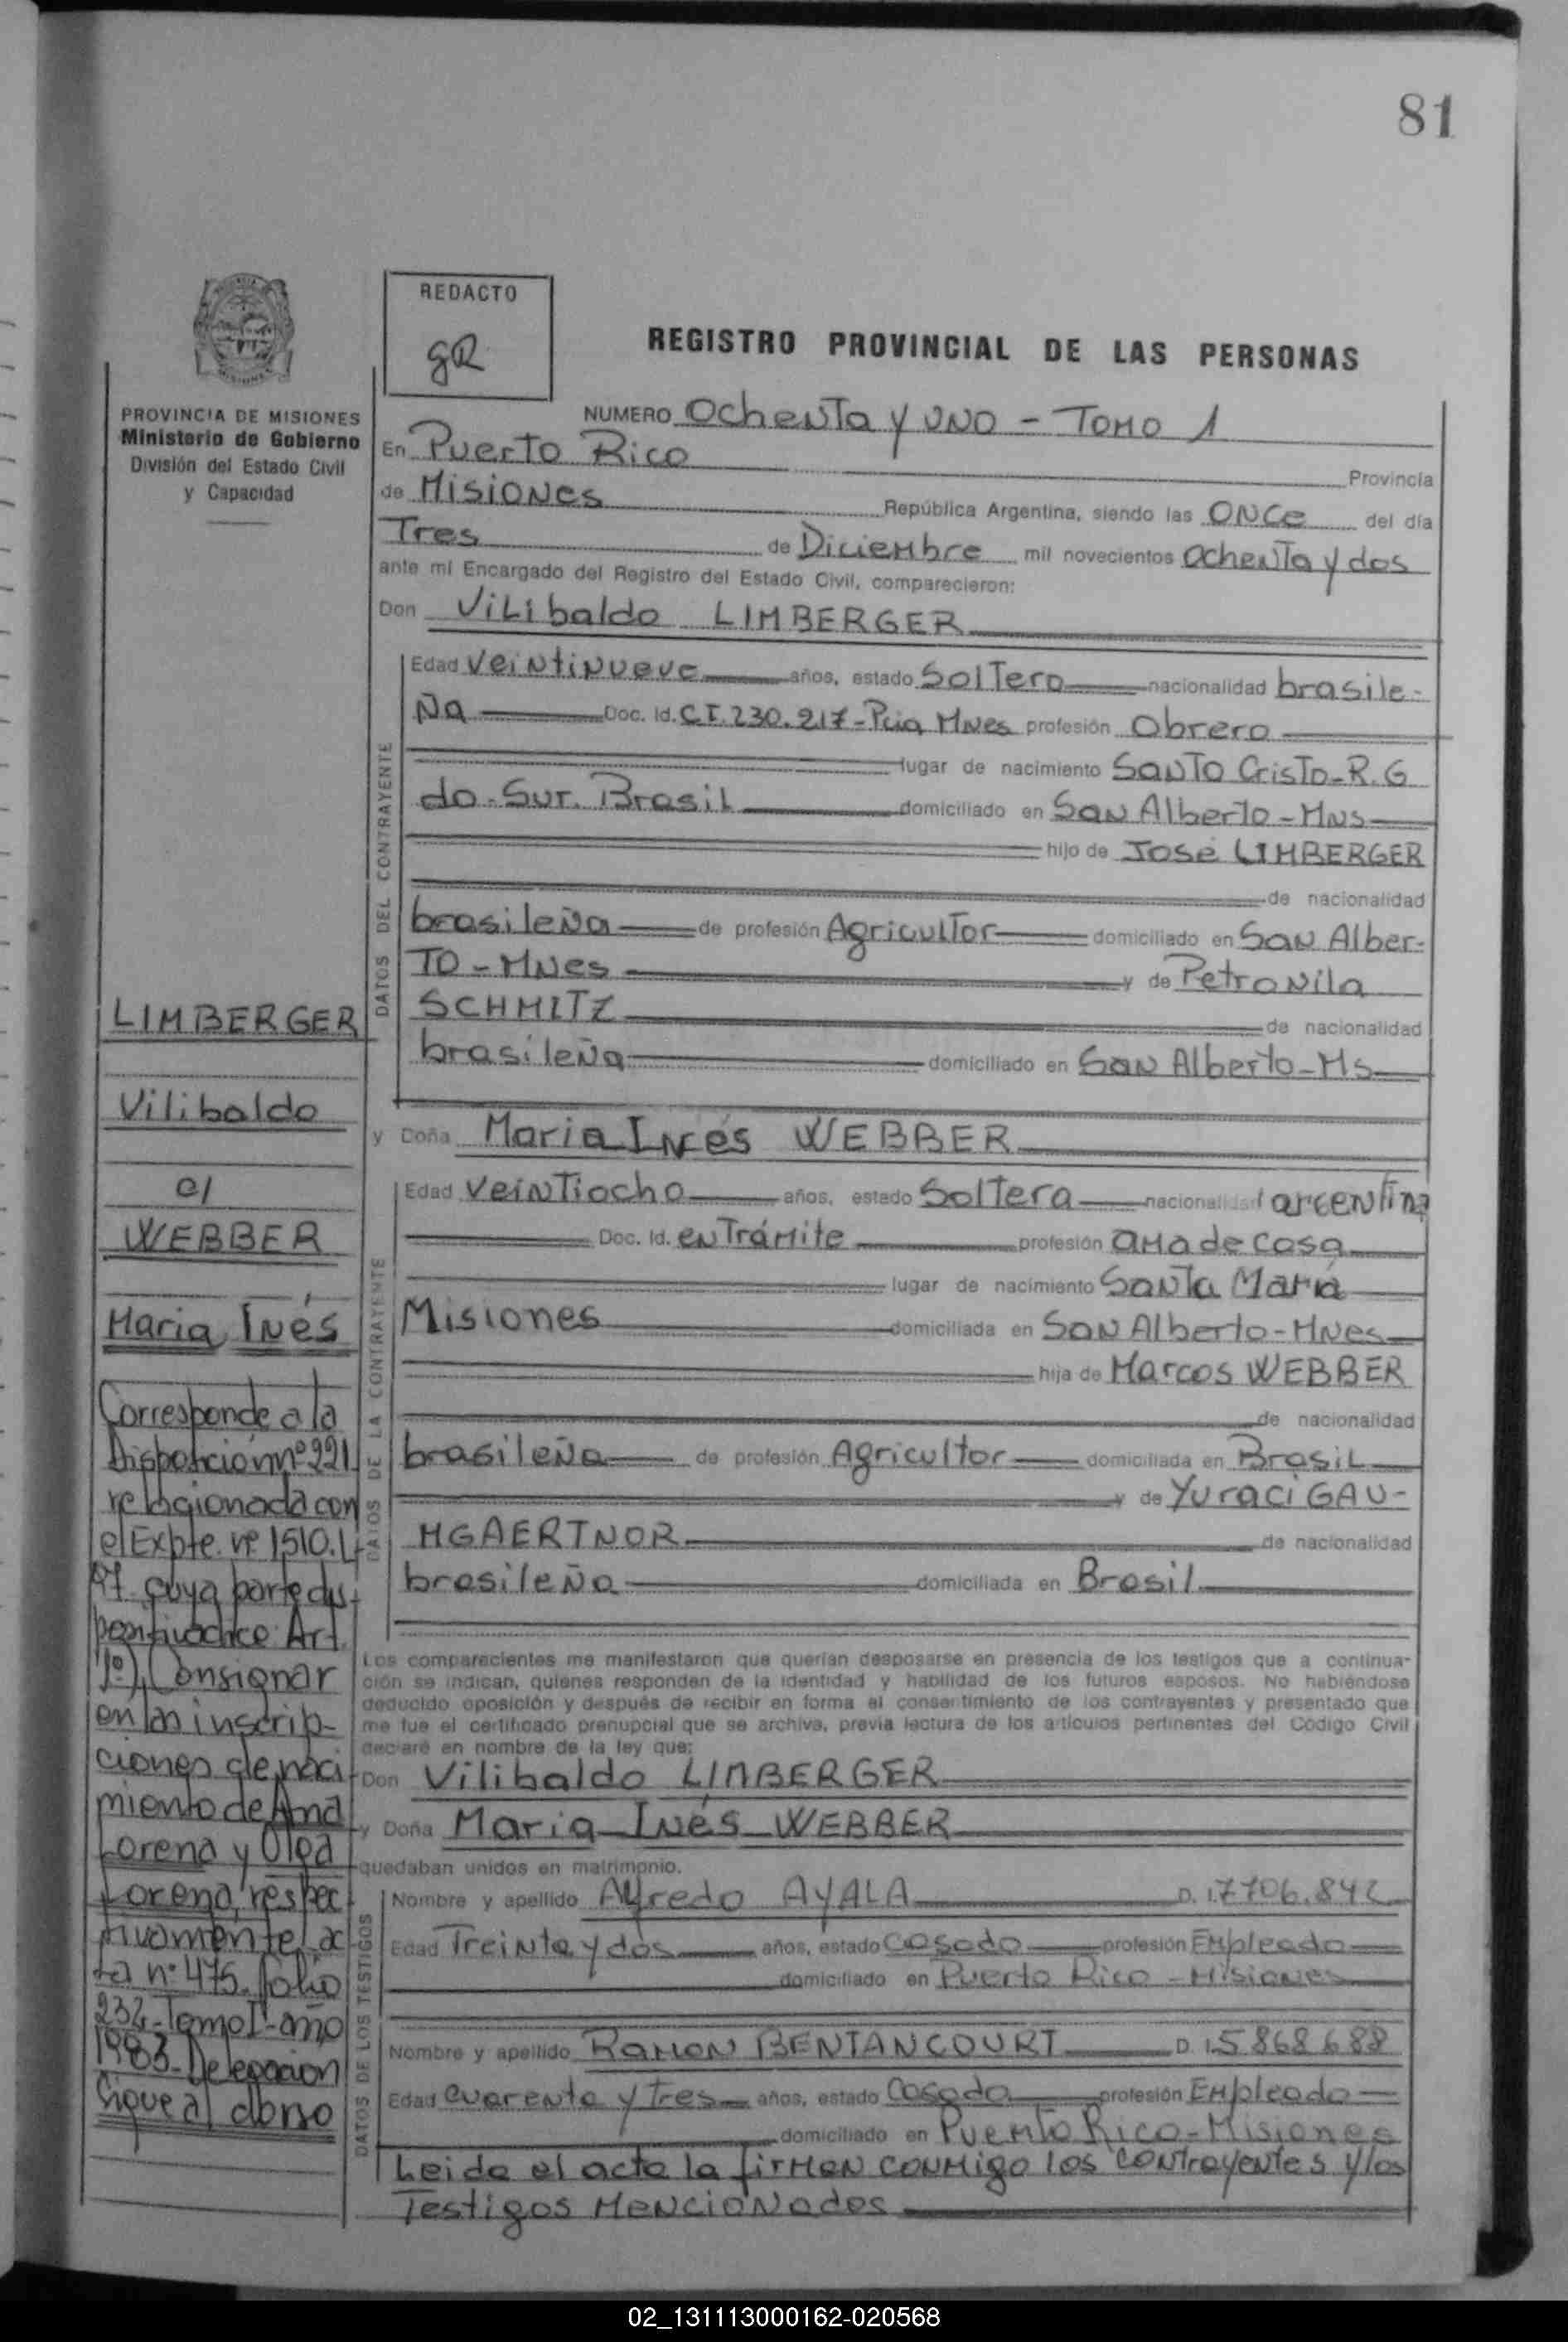 81
REDACTO
gR
REGISTRO PROVINCIAL DE LAS PERSONAS
PROVINCIA DE MISIONES
Ministerio de Gobierno
División del Estado Civil
y Capacidad
NUMERO Ochenta y uno - Tomo 1
En Puerto Rico Provincia
de Misiones República Argentina, siendo las once del día
Tres de Diciembre mil novecientos ochenta y dos
ante mi Encargado del Registro del Estado Civil, comparecieron:
Don Vilibaldo LIMBERGER
DATOS DEL CONTRAYENTE
Edad veintinueve años, estado Soltero nacionalidad brasile-
ña Doc. Id. C.I. 230.217-Pcia Mnes profesión Obrero
lugar de nacimiento Santo Cristo-R.G
do-Sur. Brasil domiciliado en San Alberto-Mns
hijo de José LIMBERGER
de nacionalidad
brasileña de profesión Agricultor domiciliado en San Alber-
to-Mnes y de Petronila
SCHMITZ de nacionalidad
brasileña domiciliado en San Alberto-Ms
y Doña Maria Inés WEBBER
DATOS DE LA CONTRAYENTE
Edad veintiocho años, estado Soltera nacionalidad argentina
Doc. Id. en Trámite profesión ama de casa
lugar de nacimiento Santa María
Misiones domiciliada en San Alberto-Mnes
hija de Marcos WEBBER
de nacionalidad
brasileña de profesión Agricultor domiciliada en Brasil
y de Yuraci GAU-
MGAERTNOR de nacionalidad
brasileña domiciliada en Brasil
Los comparecientes me manifestaron que querían desposarse en presencia de los testigos que a continua-
ción se indican, quienes responden de la identidad y habilidad de los futuros esposos. No habiéndose
deducido oposición y después de recibir en forma el consentimiento de los contrayentes y presentado que
me fue el certificado prenupcial que se archiva, previa lectura de los artículos pertinentes del Código Civil
declaré en nombre de la ley que:
Don Vilibaldo LIMBERGER
y Doña Maria Inés WEBBER
quedaban unidos en matrimonio.
DATOS DE LOS TESTIGOS
Nombre y apellido Alfredo AYALA D. I. 7706.842
Edad Treinta y dos años, estado Casado profesión Empleado
domiciliado en Puerto Rico - Misiones
Nombre y apellido Ramon BENTANCOURT D. I. 5868688
Edad cuarenta y tres años, estado Casado profesión Empleado
domiciliado en Puerto Rico-Misiones
Leida el acta la firman conmigo los contrayentes y los
Testigos mencionados
LIMBERGER
Vilibaldo
c/
WEBBER
Maria Inés
Corresponde a la
Disposición nº 221
relacionada con
el Expte. nº 1510.L-
87 cuya parte dis-
positiva dice: Art.
1º) Consignar
en las inscrip-
ciones de naci-
miento de Ana
Lorena y Olga
Lorena, respec-
tivamente, ac-
ta nº 475. folio
234-Tomo I-año
1983-Delegacion
Sigue al dorso
02_131113000162-020568